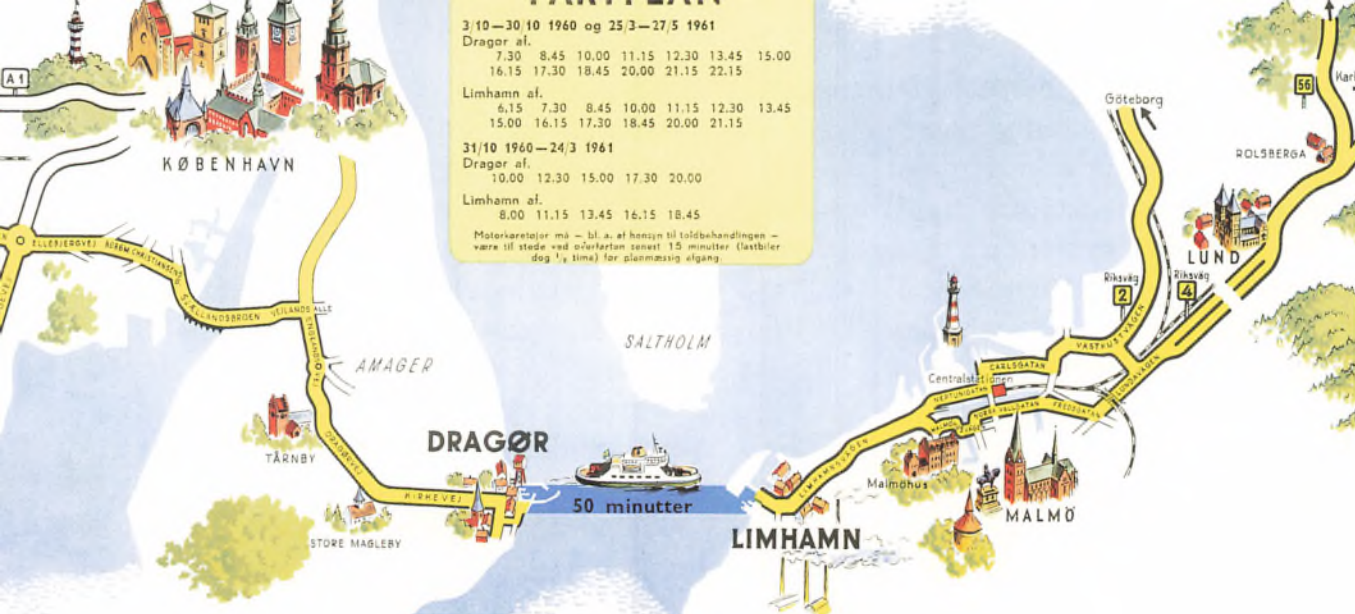 FARTPLAN
3/10—30/10 1960 og 25/3—27/5 1961
Dragør af.
7.30 8.45 10.00 11.15 12.30 13.45 15.00
16.15 17.30 18.45 20.00 21.15 22.15
Limhamn af.
6.15 7.30 8.45 10.00 11.15 12.30 13.45
15.00 16.15 17.30 18.45 20.00 21.15
31/10 1960—24/3 1961
Dragør af.
10.00 12.30 15.00 17.30 20.00
Limhamn af.
8.00 11.15 13.45 16.15 18.45
Motorkøretøjer må — bl. a. af hensyn til toldbehandlingen —
være til stede ved overfarten senest 15 minutter (lastbiler
dog 1/2 time) før planmæssig afgang.
A1
KØBENHAVN
ELLEBJERGVEJ
SJÆLLANDSBROEN
VEJLANDS ALLE
ENGLANDSVEJ
AMAGER
TÅRNBY
DRAGØRVEJ
KIRKEVEJ
STORE MAGLEBY
DRAGØR
SALTHOLM
50 minutter
LIMHAMN
LIMHAMNSVÄGEN
Malmöhus
MALMÖ
Centralstationen
NEPTUNIGATAN
CARLSGATAN
NORRA VALLGATAN
FREDSGATAN
LUNDAVÄGEN
VÄSTKUSTVÄGEN
Riksväg
2
Riksväg
4
LUND
Göteborg
56
ROLSBERGA